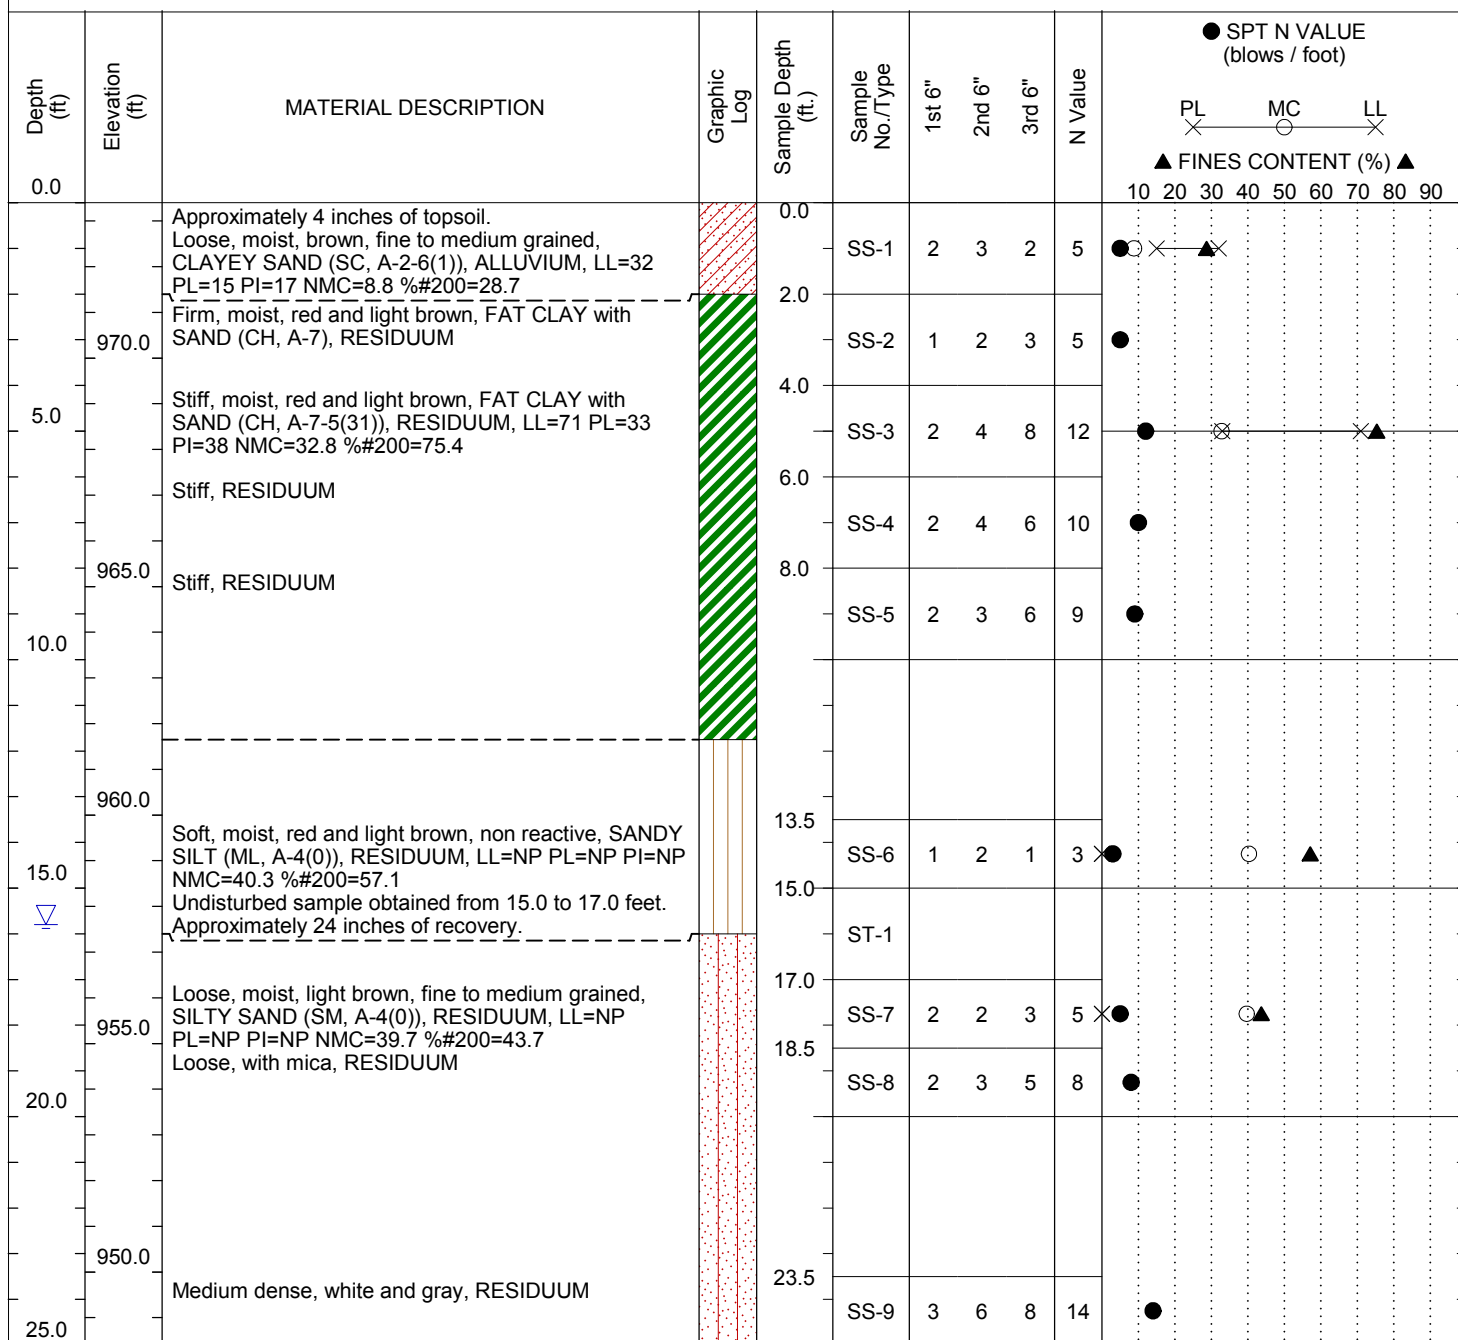 Depth
(ft)
Elevation
(ft)
MATERIAL DESCRIPTION
Graphic
Log
Sample Depth
(ft.)
Sample
No./Type
1st 6"
2nd 6"
3rd 6"
N Value
● SPT N VALUE
(blows / foot)
PL MC LL
▲ FINES CONTENT (%) ▲
10 20 30 40 50 60 70 80 90
0.0
0.0
Approximately 4 inches of topsoil.
Loose, moist, brown, fine to medium grained,
CLAYEY SAND (SC, A-2-6(1)), ALLUVIUM, LL=32
PL=15 PI=17 NMC=8.8 %#200=28.7
SS-1 2 3 2 5
2.0
Firm, moist, red and light brown, FAT CLAY with
SAND (CH, A-7), RESIDUUM
970.0
SS-2 1 2 3 5
4.0
5.0
Stiff, moist, red and light brown, FAT CLAY with
SAND (CH, A-7-5(31)), RESIDUUM, LL=71 PL=33
PI=38 NMC=32.8 %#200=75.4
SS-3 2 4 8 12
6.0
Stiff, RESIDUUM
SS-4 2 4 6 10
965.0
8.0
Stiff, RESIDUUM
SS-5 2 3 6 9
10.0
960.0
13.5
Soft, moist, red and light brown, non reactive, SANDY
SILT (ML, A-4(0)), RESIDUUM, LL=NP PL=NP PI=NP
NMC=40.3 %#200=57.1
SS-6 1 2 1 3
15.0
15.0
Undisturbed sample obtained from 15.0 to 17.0 feet.
Approximately 24 inches of recovery.
ST-1
17.0
Loose, moist, light brown, fine to medium grained,
SILTY SAND (SM, A-4(0)), RESIDUUM, LL=NP
PL=NP PI=NP NMC=39.7 %#200=43.7
SS-7 2 2 3 5
955.0
18.5
Loose, with mica, RESIDUUM
SS-8 2 3 5 8
20.0
950.0
23.5
Medium dense, white and gray, RESIDUUM
SS-9 3 6 8 14
25.0